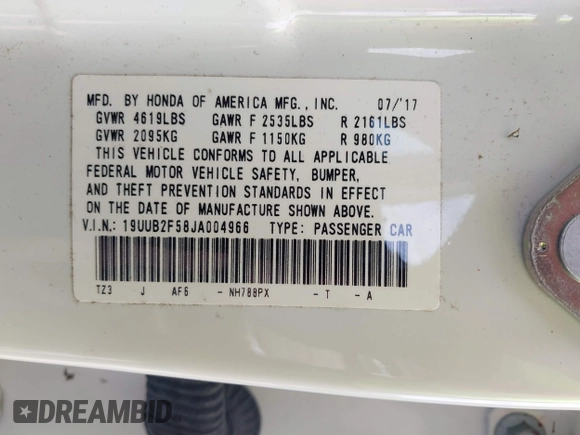 MFD. BY HONDA OF AMERICA MFG., INC. 07/'17
GVWR 4619LBS GAWR F 2535LBS R 2161LBS
GVWR 2095KG GAWR F 1150KG R 980KG
THIS VEHICLE CONFORMS TO ALL APPLICABLE
FEDERAL MOTOR VEHICLE SAFETY, BUMPER,
AND THEFT PREVENTION STANDARDS IN EFFECT
ON THE DATE OF MANUFACTURE SHOWN ABOVE.
V.I.N.: 19UUB2F58JA004966 TYPE: PASSENGER CAR
TZ3 J AF6 - NH788PX - T - A
DREAMBID